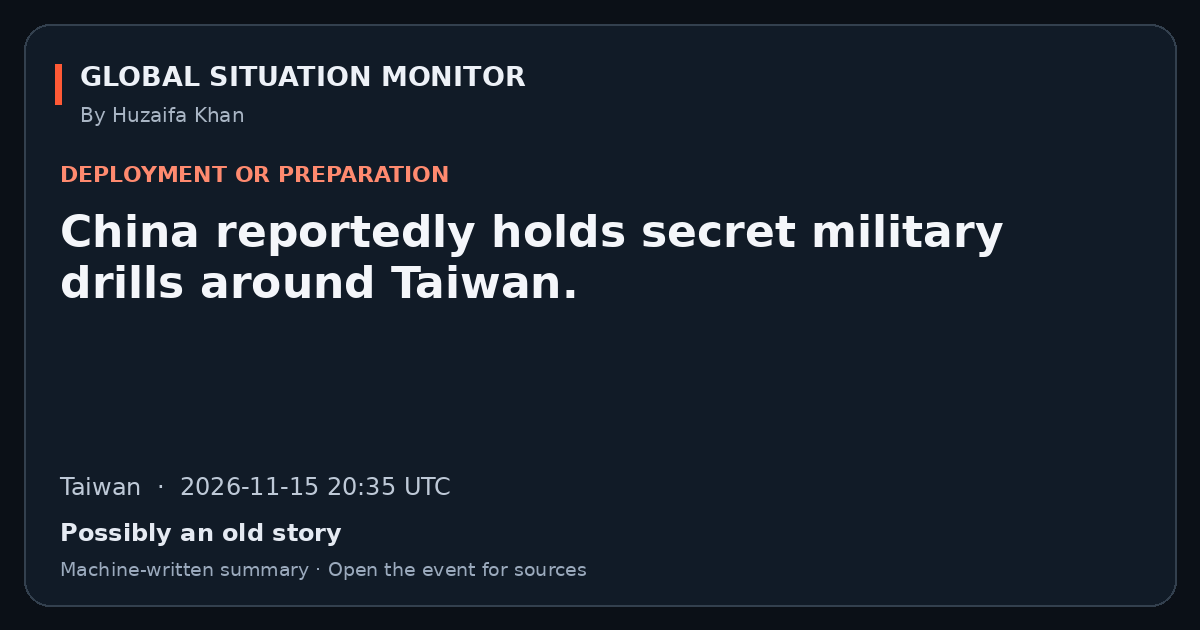 GLOBAL SITUATION MONITOR
By Huzaifa Khan
DEPLOYMENT OR PREPARATION
China reportedly holds secret military
drills around Taiwan.
Taiwan · 2026-11-15 20:35 UTC
Possibly an old story
Machine-written summary · Open the event for sources